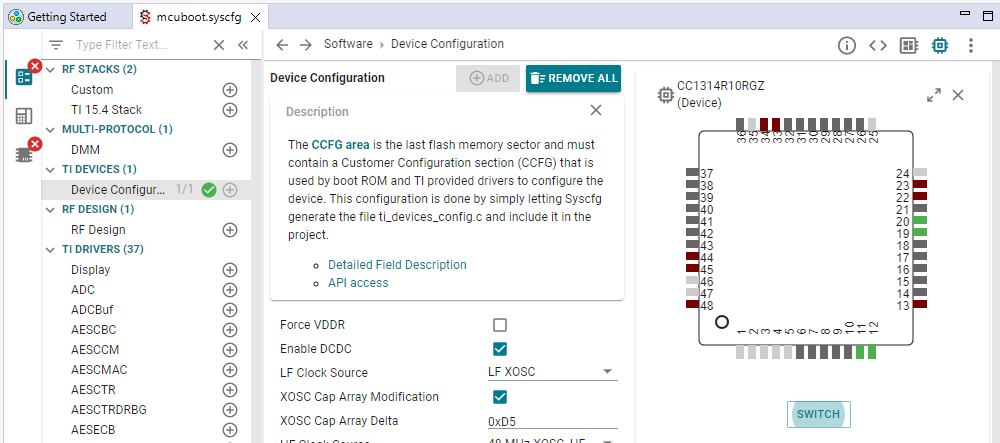 Getting Started
mcuboot.syscfg
Type Filter Text...
RF STACKS (2)
Custom
TI 15.4 Stack
MULTI-PROTOCOL (1)
DMM
TI DEVICES (1)
Device Configur... 1/1
RF DESIGN (1)
RF Design
TI DRIVERS (37)
Display
ADC
ADCBuf
AESCBC
AESCCM
AESCMAC
AESCTR
AESCTRDRBG
AESECB
Software > Device Configuration
Device Configuration
ADD
REMOVE ALL
Description
The CCFG area is the last flash memory sector and must
contain a Customer Configuration section (CCFG) that is
used by boot ROM and TI provided drivers to configure the
device. This configuration is done by simply letting Syscfg
generate the file ti_devices_config.c and include it in the
project.
Detailed Field Description
API access
Force VDDR
Enable DCDC
LF Clock Source LF XOSC
XOSC Cap Array Modification
XOSC Cap Array Delta 0xD5
HF Clock Source 48 MHz XOSC_HF
CC1314R10RGZ
(Device)
36 35 34 33 32 31 30 29 28 27 26 25
37 24
38 23
39 22
40 21
41 20
42 19
43 18
44 17
45 16
46 15
47 14
48 13
1 2 3 4 5 6 7 8 9 10 11 12
SWITCH